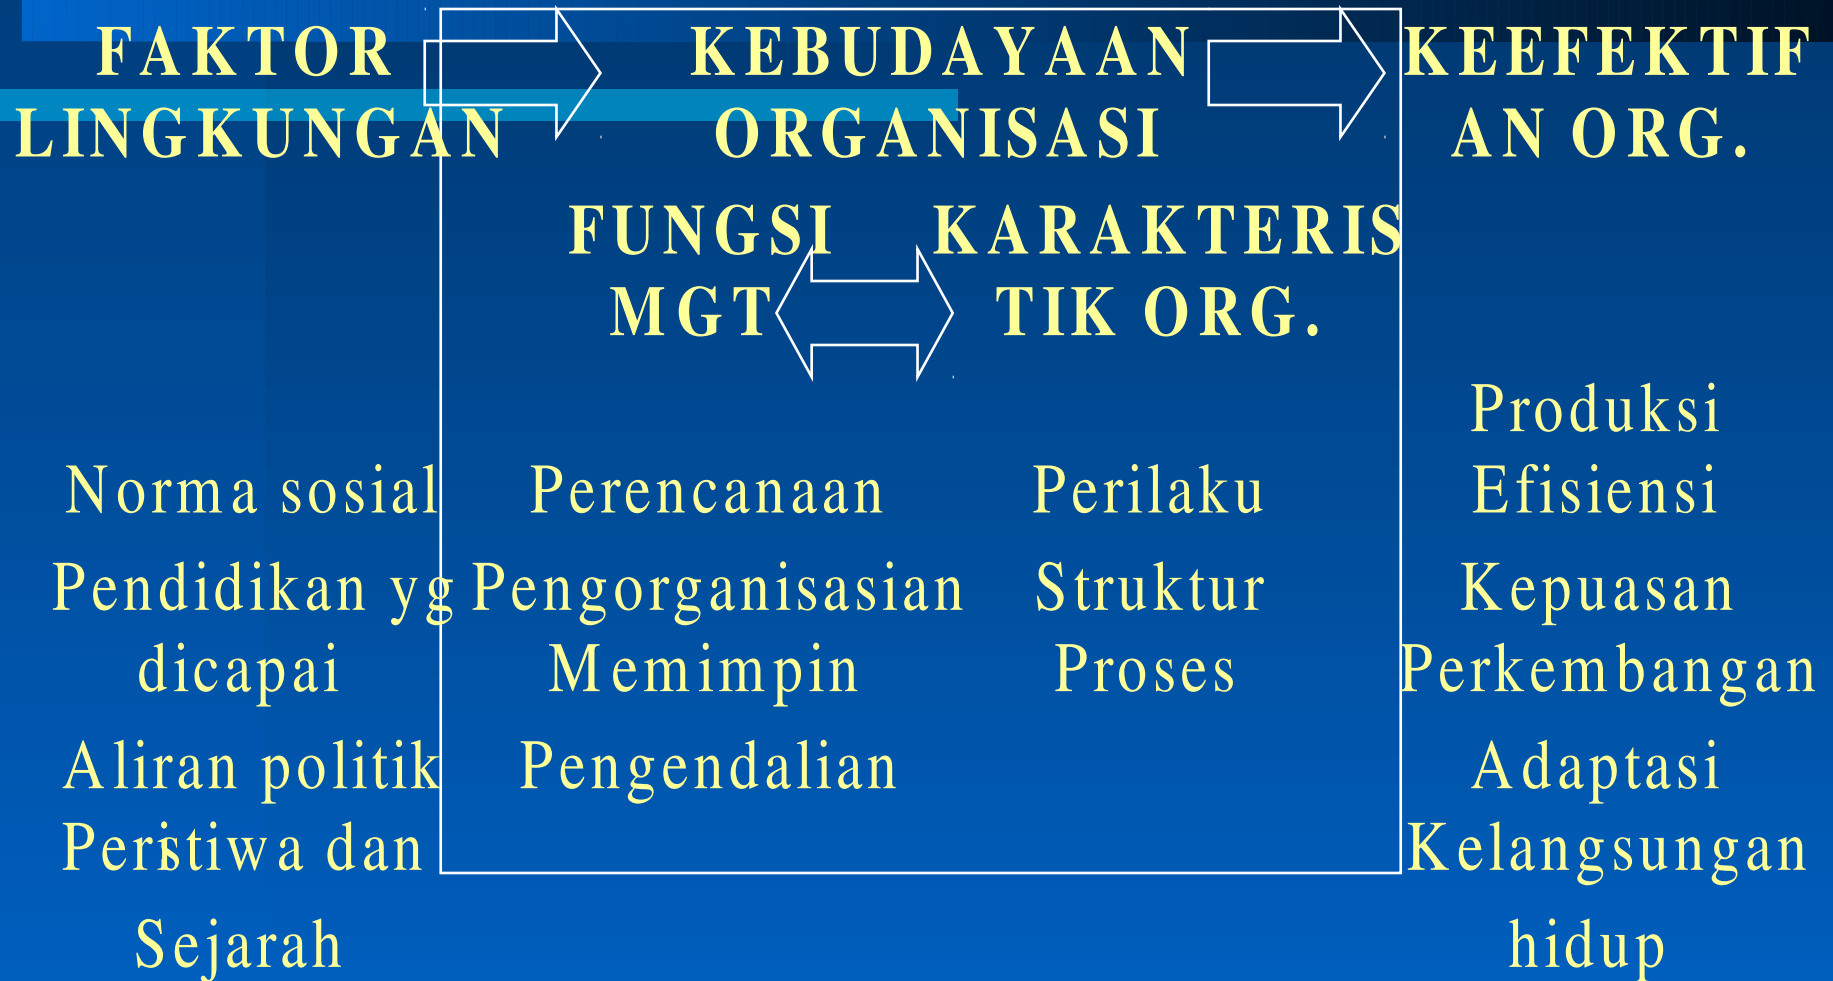 FAKTOR
LINGKUNGAN
KEBUDAYAAN
ORGANISASI
KEEFEKTIF
AN ORG.
FUNGSI
MGT
KARAKTERIS
TIK ORG.
Norma sosial
Pendidikan yg
dicapai
Aliran politik
Peristiwa dan
Sejarah
Perencanaan
Pengorganisasian
Memimpin
Pengendalian
Perilaku
Struktur
Proses
Produksi
Efisiensi
Kepuasan
Perkembangan
Adaptasi
Kelangsungan
hidup